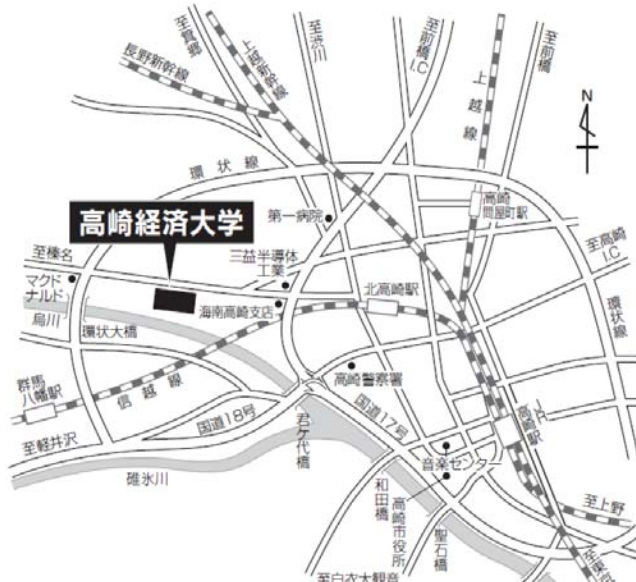 至箕郷
上越新幹線
至渋川
至前橋
I.C
上越線
至前橋
長野新幹線
N
環状線
高崎経済大学
第一病院
高崎
問屋町駅
至高崎
I.C
至榛名
三益半導体
工業
マクド
ナルド
北高崎駅
海南高崎支店
環状線
烏川
環状大橋
高崎警察署
群馬
八幡駅
信越線
国道18号
国道17号
君ケ代橋
JR
高崎駅
至軽井沢
音楽センター
碓氷川
和田橋
高崎市役所
聖石橋
至上野
至白衣大観音